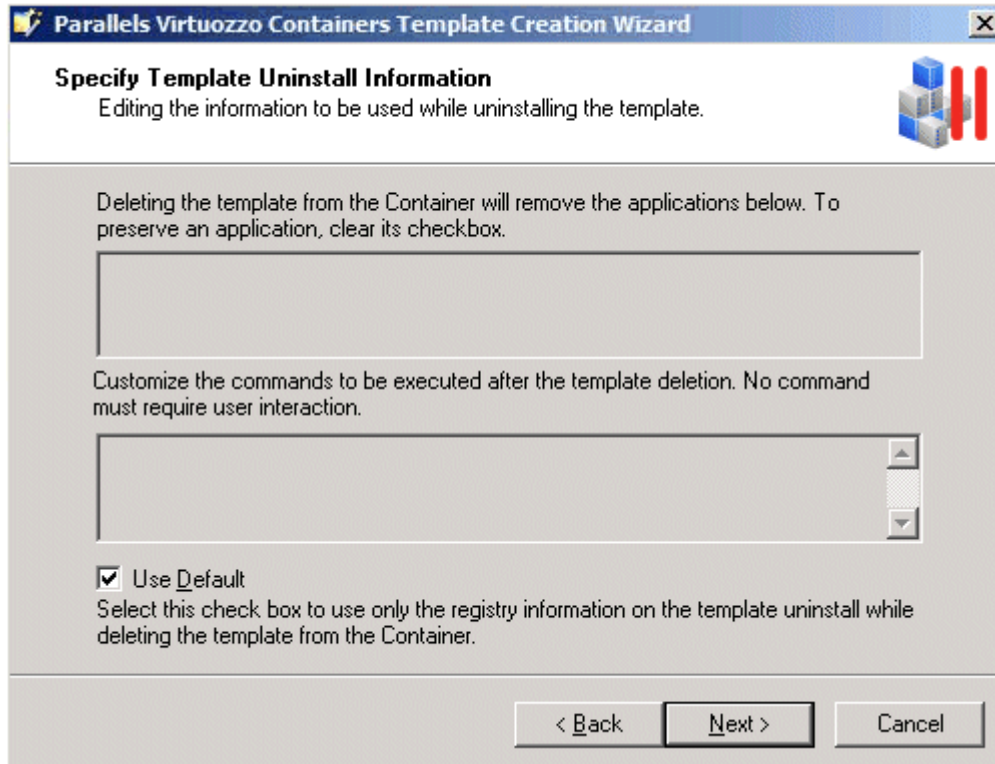 Parallels Virtuozzo Containers Template Creation Wizard
Specify Template Uninstall Information
Editing the information to be used while uninstalling the template.
Deleting the template from the Container will remove the applications below. To
preserve an application, clear its checkbox.
Customize the commands to be executed after the template deletion. No command
must require user interaction.
Use Default
Select this check box to use only the registry information on the template uninstall while
deleting the template from the Container.
< Back Next > Cancel